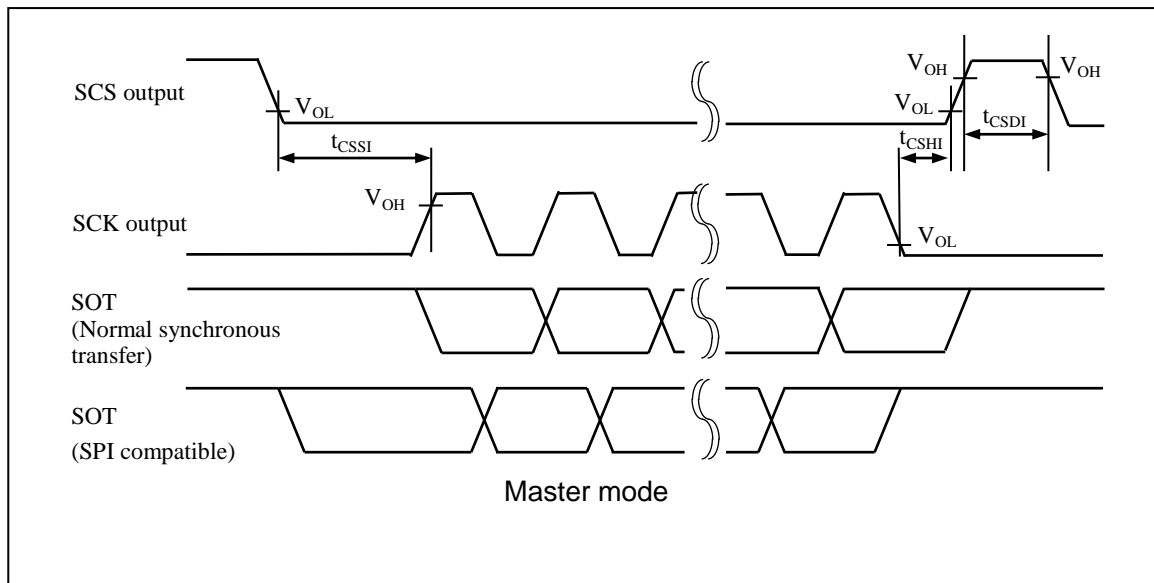 SCS output
V_OL
t_CSSI
V_OH
V_OL
V_OH
t_CSHI
t_CSDI
SCK output
V_OH
V_OL
SOT
(Normal synchronous
transfer)
SOT
(SPI compatible)
Master mode